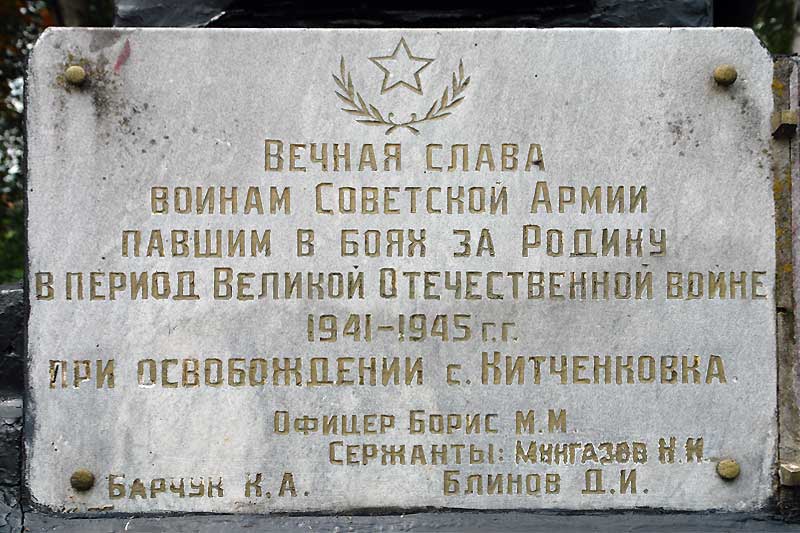 Вечная слава
воинам Советской Армии
павшим в боях за Родину
в период Великой Отечественной войне
1941–1945 г.г.
при освобождении с. Китченковка
Офицер Борис М.М.
Сержанты: Мунгазов Н.И.
Барчук К.А. Блинов Д.И.